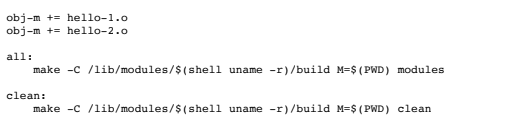 obj-m += hello-1.o
obj-m += hello-2.o
all:
    make -C /lib/modules/$(shell uname -r)/build M=$(PWD) modules
clean:
    make -C /lib/modules/$(shell uname -r)/build M=$(PWD) clean